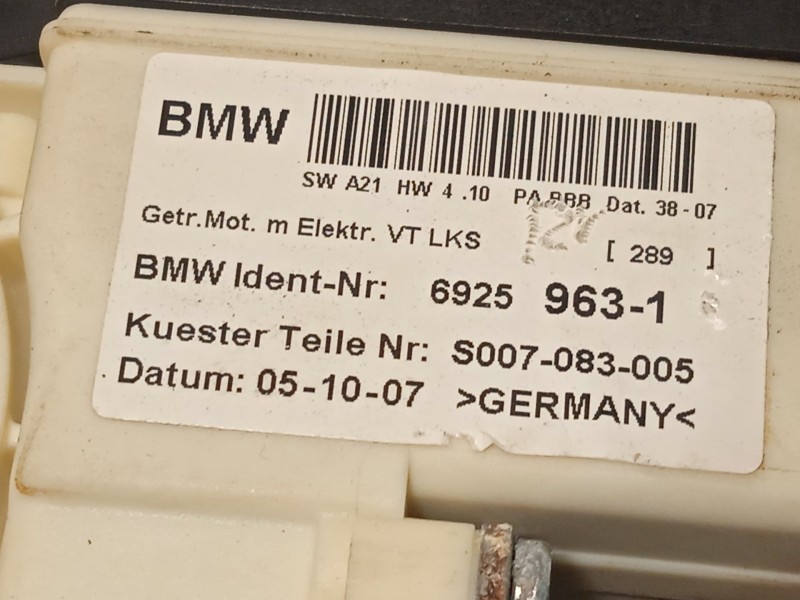 BMW
SW A21 HW 4 .10 PA BBB Dat. 38-07
Getr.Mot. m Elektr. VT LKS
[ 289 ]
BMW Ident-Nr: 6925 963-1
Kuester Teile Nr: S007-083-005
Datum: 05-10-07 >GERMANY<